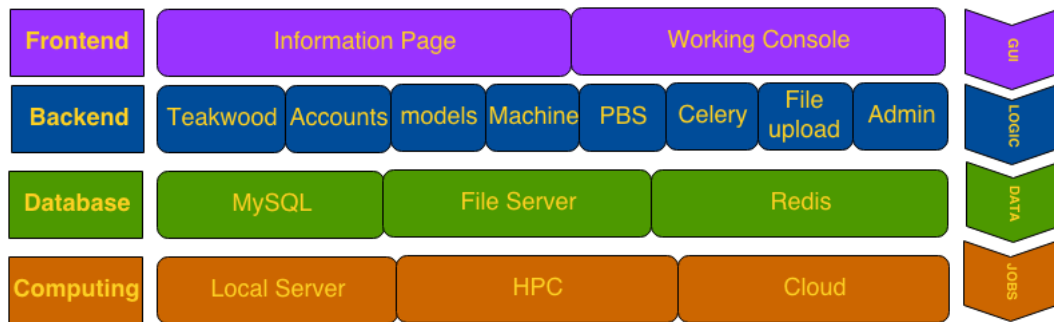 Frontend
Information Page
Working Console
GUI
Backend
Teakwood
Accounts
models
Machine
PBS
Celery
File
upload
Admin
LOGIC
Database
MySQL
File Server
Redis
DATA
Computing
Local Server
HPC
Cloud
JOBS